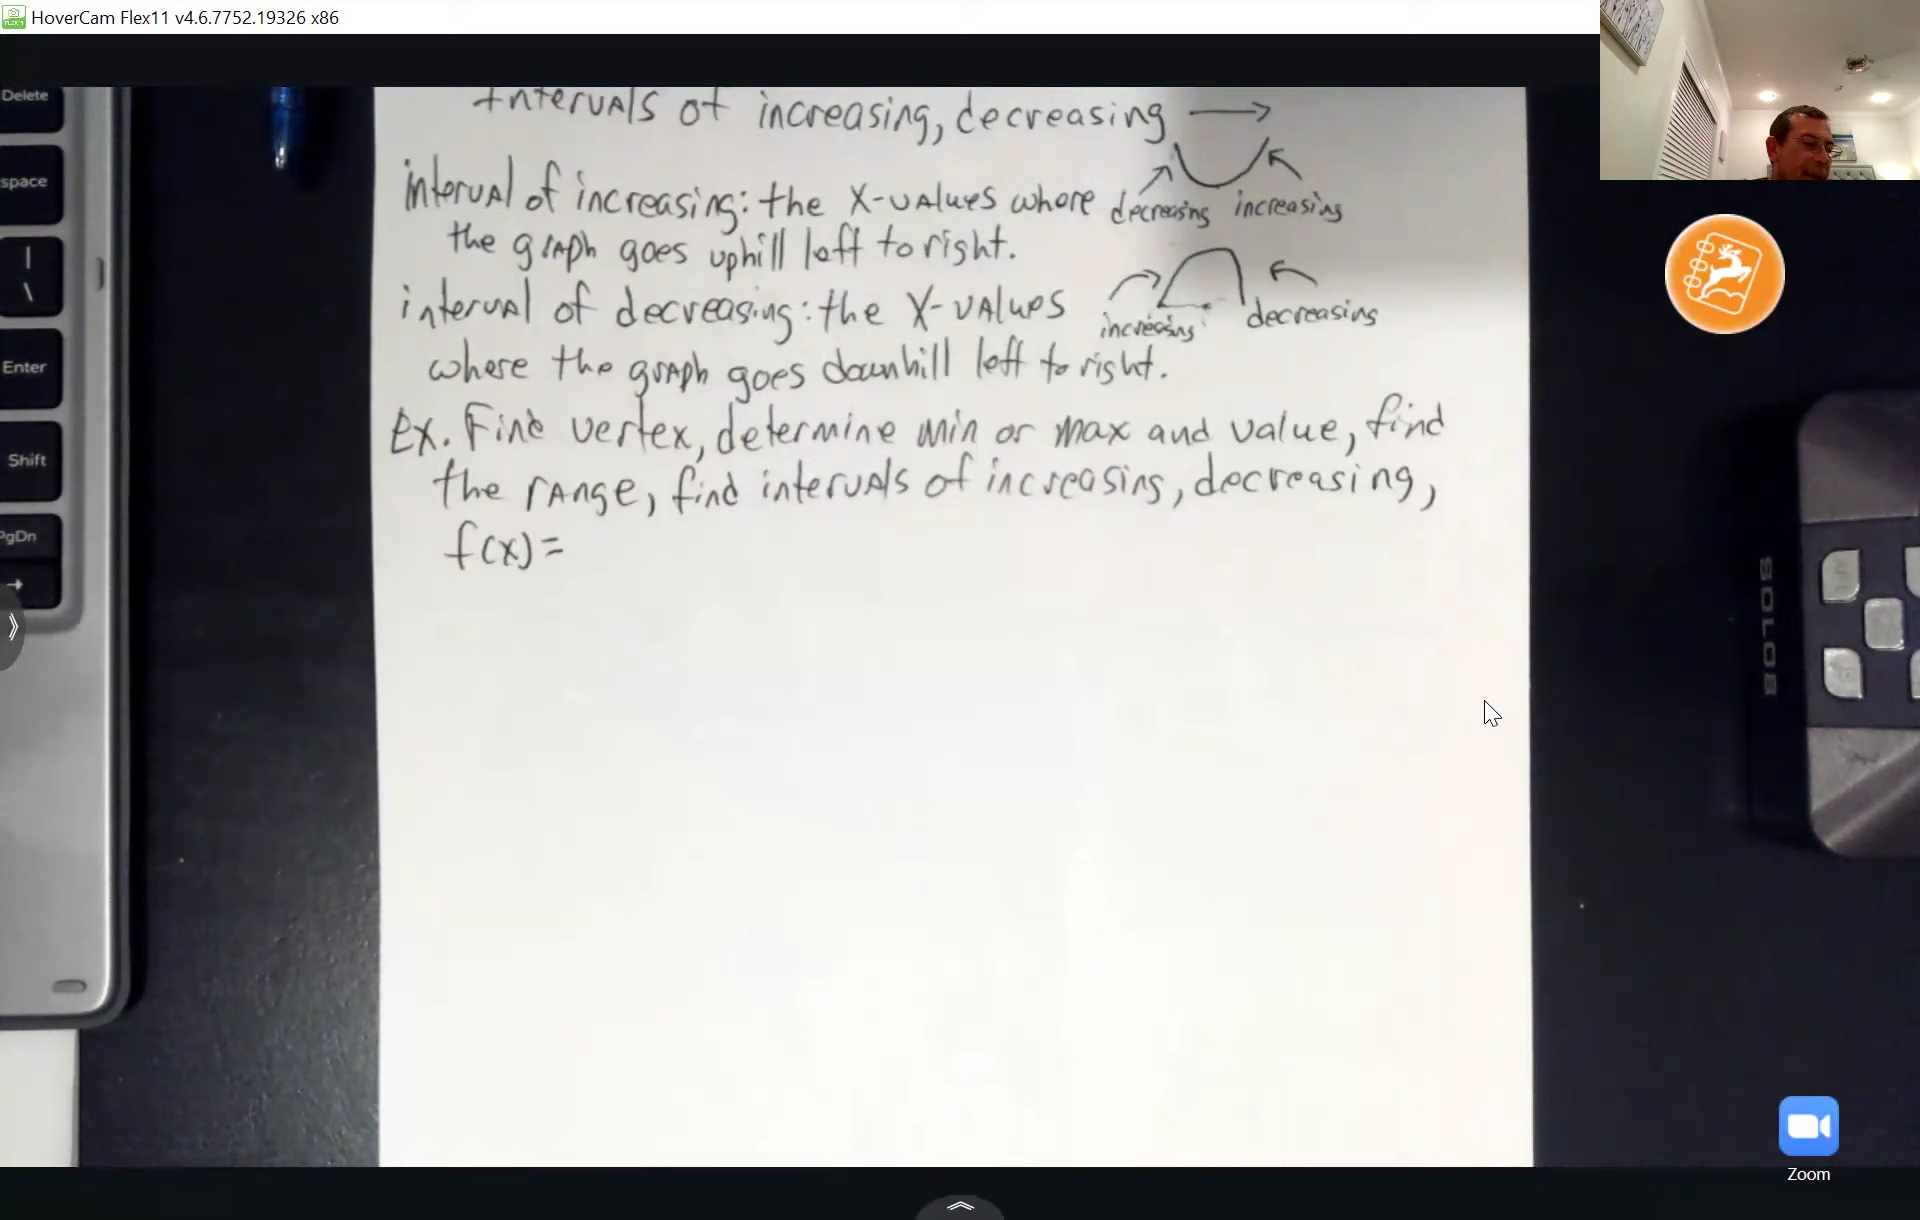 HoverCam Flex11 v4.6.7752.19326 x86
Intervals of increasing, decreasing
interval of increasing: the x-values where
decreasing increasing
the graph goes uphill left to right.
interval of decreasing: the x-values
increasing decreasing
where the graph goes downhill left to right.
Ex. Find vertex, determine min or max and value, find
the range, find intervals of increasing, decreasing,
f(x)=
Delete
space
|
\
Enter
Shift
PgDn
SOLO8
Zoom